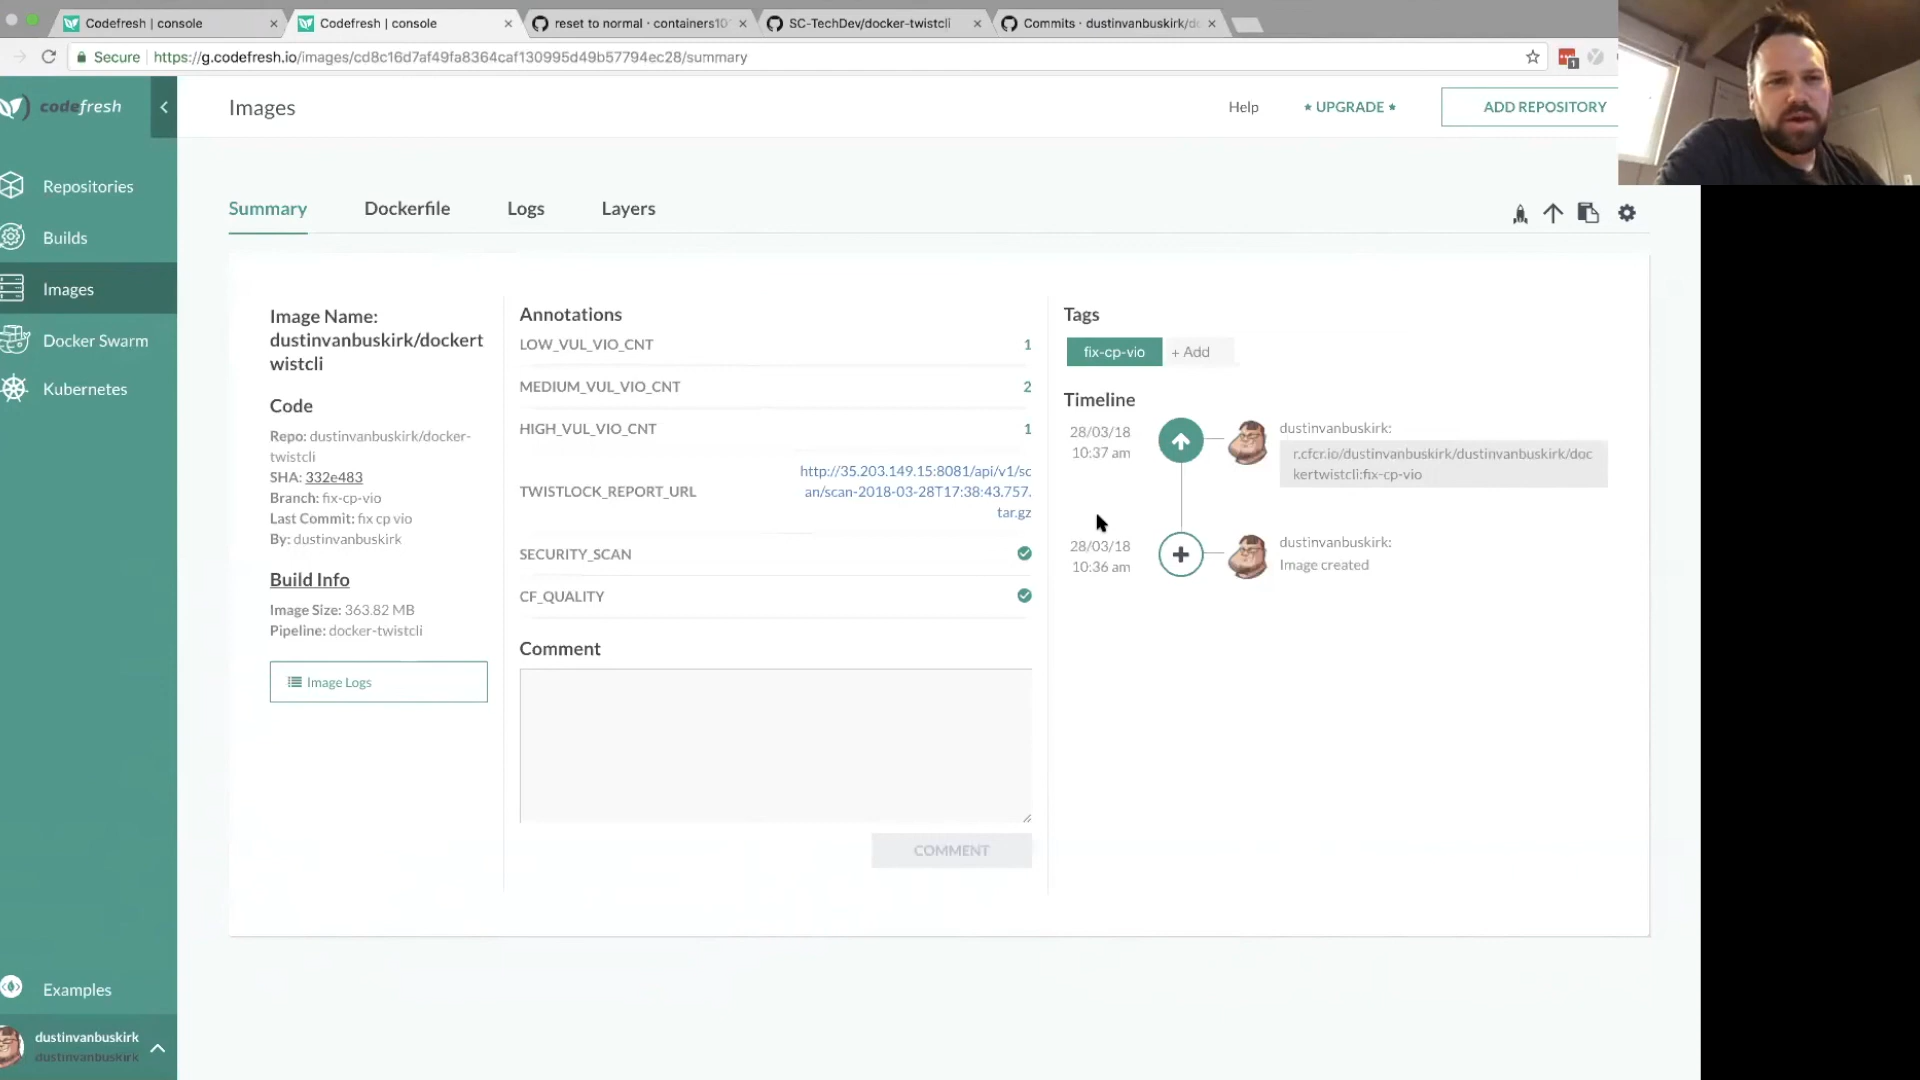 Codefresh | console
Codefresh | console
reset to normal · containers10
SC-TechDev/docker-twistcli
Commits · dustinvanbuskirk/do
Secure
https://g.codefresh.io/images/cd8c16d7af49fa8364caf130995d49b57794ec28/summary
1
codefresh
Images
Help
UPGRADE
ADD REPOSITORY
Repositories
Builds
Images
Docker Swarm
Kubernetes
Summary
Dockerfile
Logs
Layers
Image Name:
dustinvanbuskirk/dockert
wistcli
Code
Repo: dustinvanbuskirk/docker-
twistcli
SHA: 332e483
Branch: fix-cp-vio
Last Commit: fix cp vio
By: dustinvanbuskirk
Build Info
Image Size: 363.82 MB
Pipeline: docker-twistcli
Image Logs
Annotations
LOW_VUL_VIO_CNT 1
MEDIUM_VUL_VIO_CNT 2
HIGH_VUL_VIO_CNT 1
TWISTLOCK_REPORT_URL
http://35.203.149.15:8081/api/v1/sc
an/scan-2018-03-28T17:38:43.757.
tar.gz
SECURITY_SCAN
CF_QUALITY
Comment
COMMENT
Tags
fix-cp-vio
+ Add
Timeline
28/03/18
10:37 am
dustinvanbuskirk:
r.cfcr.io/dustinvanbuskirk/dustinvanbuskirk/doc
kertwistcli:fix-cp-vio
28/03/18
10:36 am
dustinvanbuskirk:
Image created
Examples
dustinvanbuskirk
dustinvanbuskirk